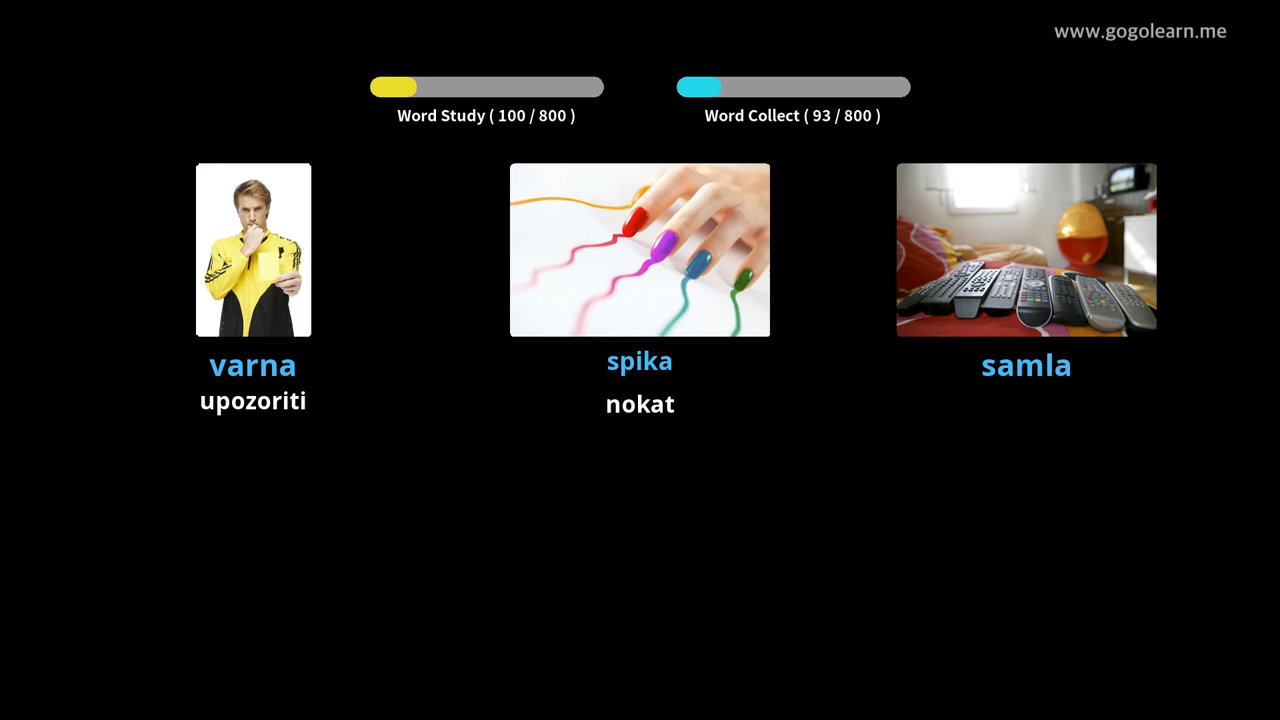 www.gogolearn.me
Word Study ( 100 / 800 )
Word Collect ( 93 / 800 )
varna
upozoriti
spika
nokat
samla